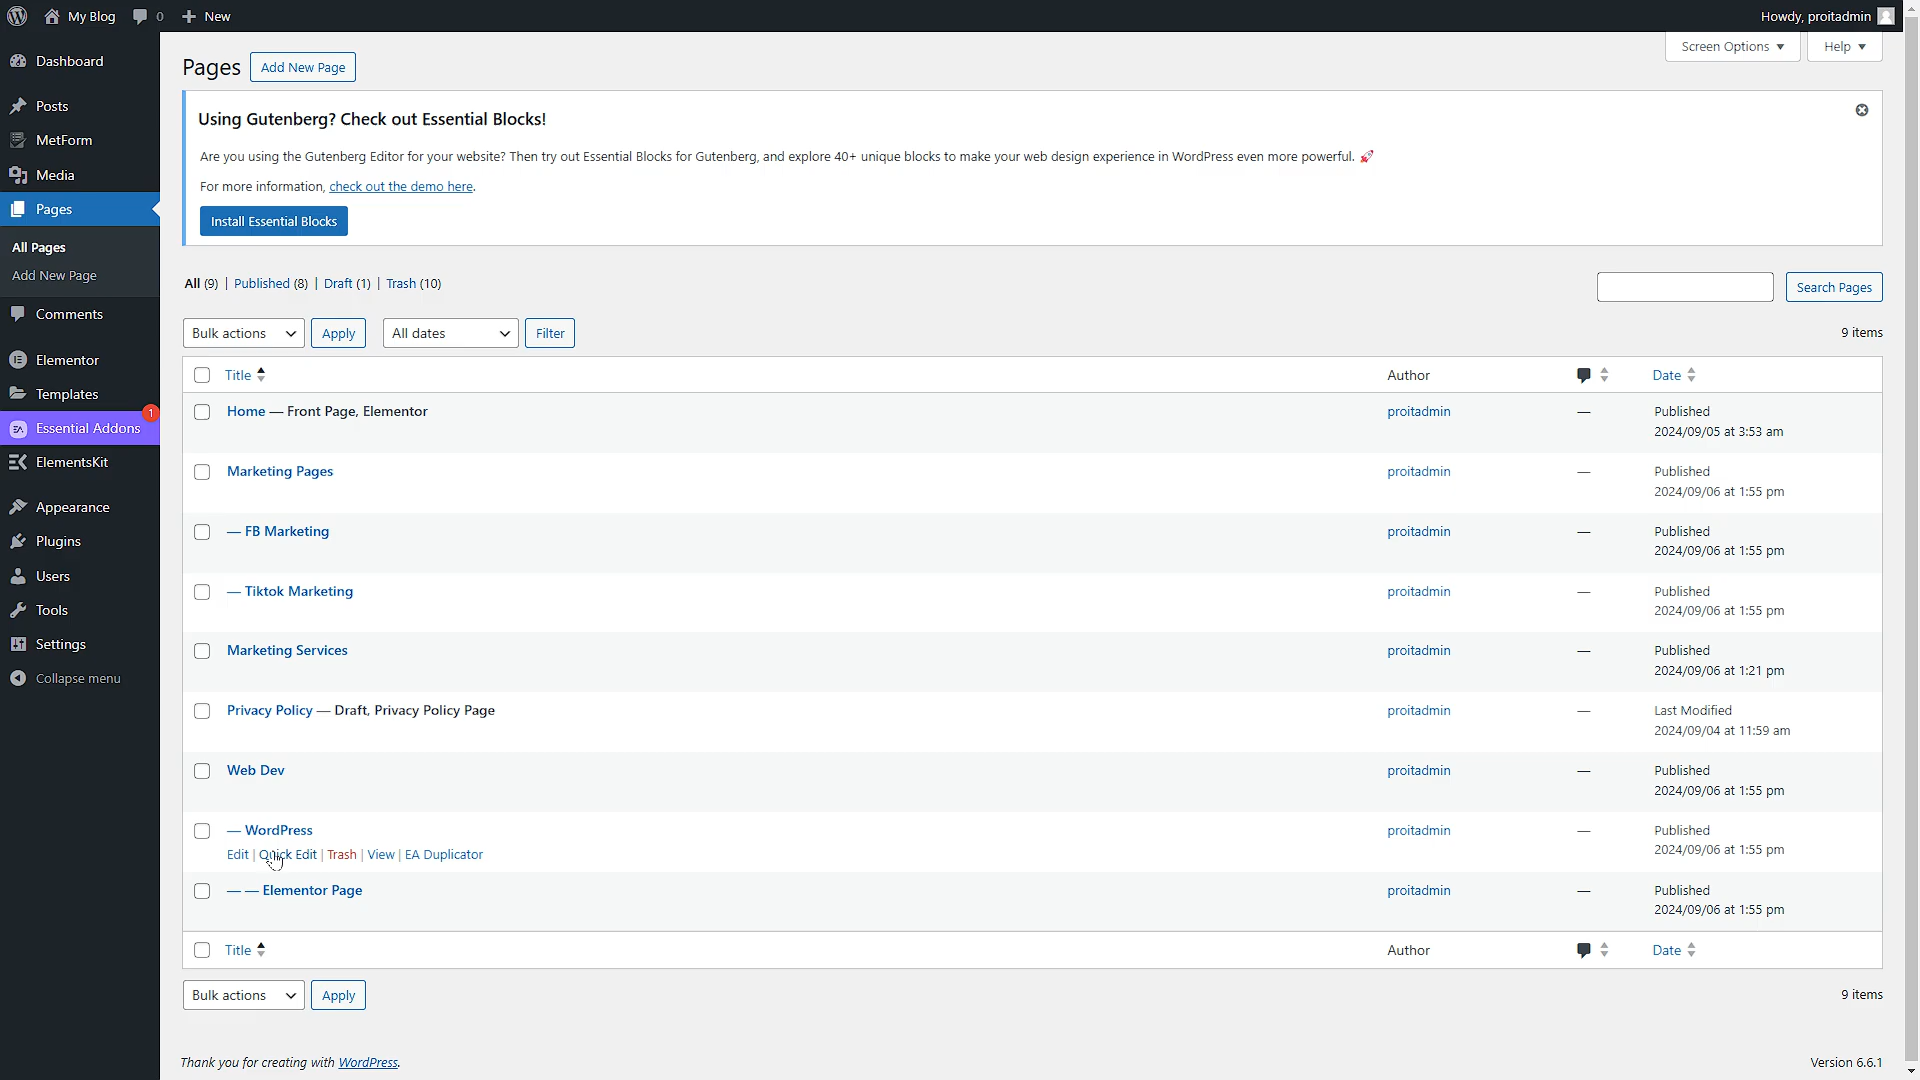 My Blog 0 New Howdy, proitadmin
Screen Options Help
Dashboard
Posts
MetForm
Media
Pages
All Pages
Add New Page
Comments
Elementor
Templates
1
Essential Addons
ElementsKit
Appearance
Plugins
Users
Tools
Settings
Collapse menu
Pages Add New Page
Using Gutenberg? Check out Essential Blocks!
Are you using the Gutenberg Editor for your website? Then try out Essential Blocks for Gutenberg, and explore 40+ unique blocks to make your web design experience in WordPress even more powerful. 🚀
For more information, check out the demo here.
Install Essential Blocks
All (9) | Published (8) | Draft (1) | Trash (10)
Search Pages
Bulk actions Apply All dates Filter 9 items
Title Author Date
Home — Front Page, Elementor proitadmin — Published
2024/09/05 at 3:53 am
Marketing Pages proitadmin — Published
2024/09/06 at 1:55 pm
— FB Marketing proitadmin — Published
2024/09/06 at 1:55 pm
— Tiktok Marketing proitadmin — Published
2024/09/06 at 1:55 pm
Marketing Services proitadmin — Published
2024/09/06 at 1:21 pm
Privacy Policy — Draft, Privacy Policy Page proitadmin — Last Modified
2024/09/04 at 11:59 am
Web Dev proitadmin — Published
2024/09/06 at 1:55 pm
— WordPress proitadmin — Published
Edit | Quick Edit | Trash | View | EA Duplicator 2024/09/06 at 1:55 pm
— — Elementor Page proitadmin — Published
2024/09/06 at 1:55 pm
Title Author Date
Bulk actions Apply 9 items
Thank you for creating with WordPress. Version 6.6.1